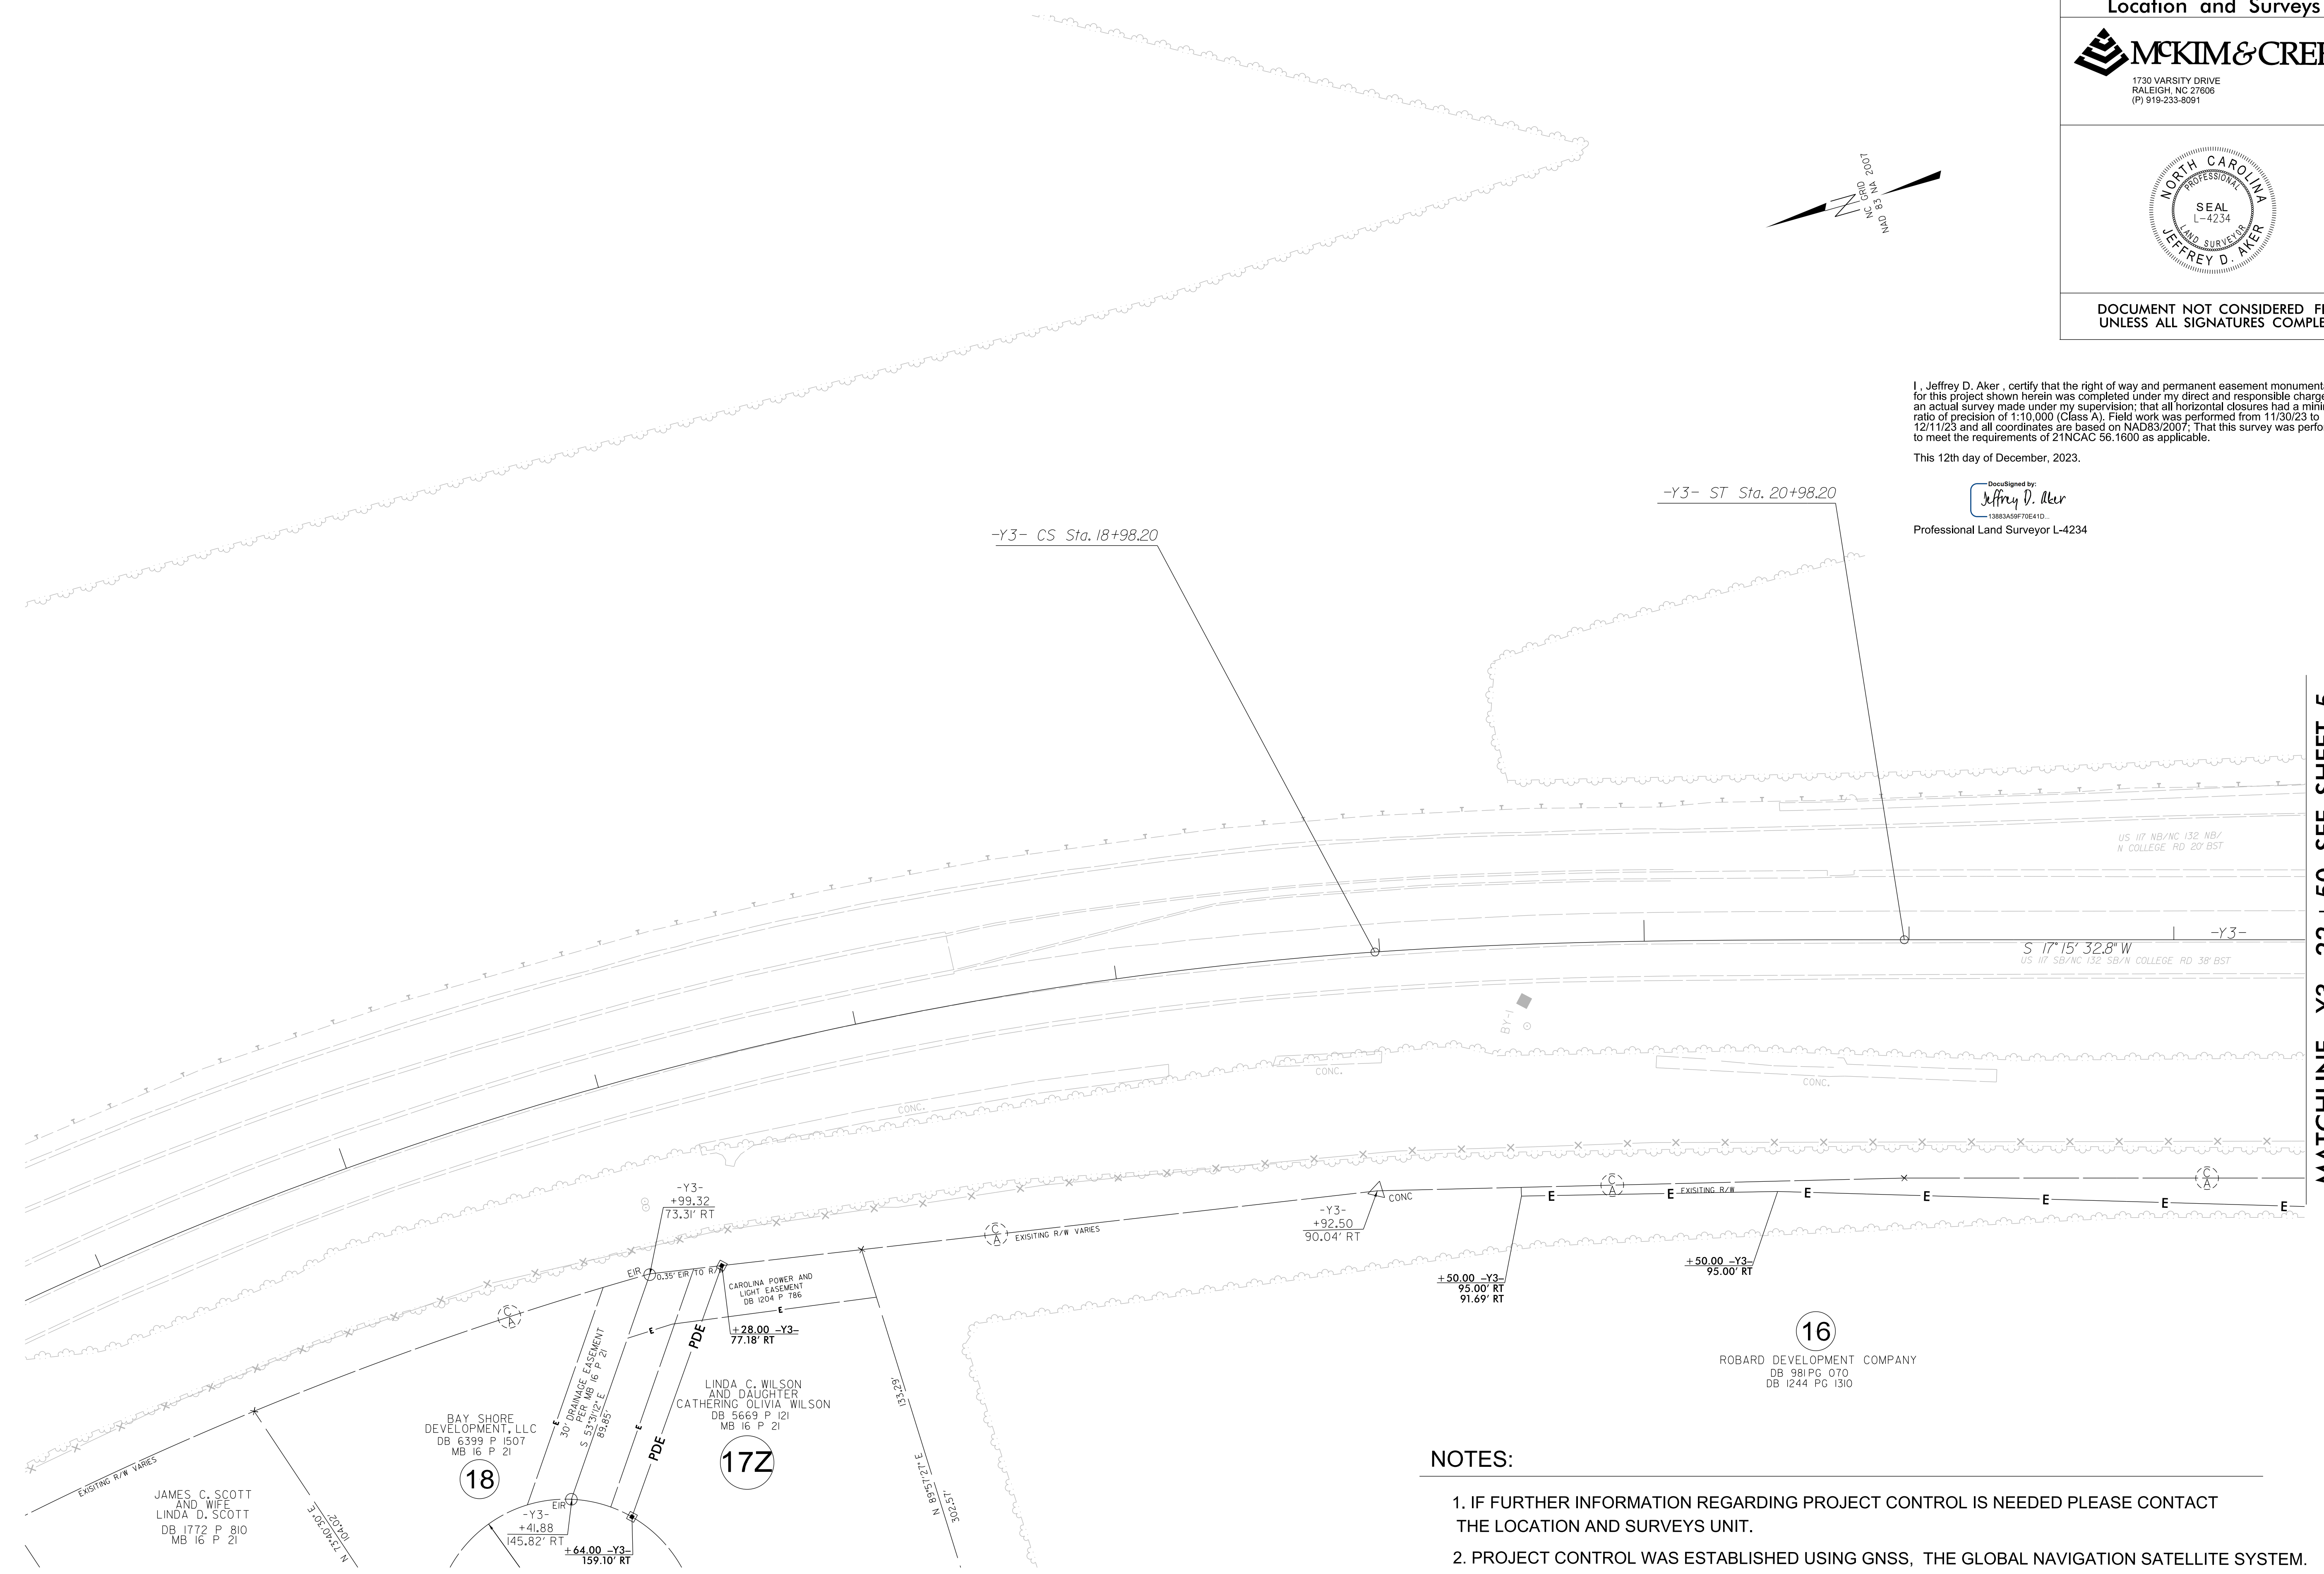 Location and Surveys
McKIM&CREE
1730 VARSITY DRIVE
RALEIGH, NC 27606
(P) 919-233-8091
NORTH CAROLINA
PROFESSIONAL
SEAL
L-4234
LAND SURVEYOR
JEFFREY D. AKER
DOCUMENT NOT CONSIDERED
UNLESS ALL SIGNATURES COMPLE
NC GRID
NAD 83 NA 2007
I , Jeffrey D. Aker , certify that the right of way and permanent easement monument
for this project shown herein was completed under my direct and responsible charge
an actual survey made under my supervision; that all horizontal closures had a mini
ratio of precision of 1:10,000 (Class A). Field work was performed from 11/30/23 to
12/11/23 and all coordinates are based on NAD83/2007; That this survey was perfo
to meet the requirements of 21NCAC 56.1600 as applicable.
This 12th day of December, 2023.
DocuSigned by:
Jeffrey D. Aker
13883A59F70E41D...
Professional Land Surveyor L-4234
-Y3- ST Sta. 20+98.20
-Y3- CS Sta. 18+98.20
US 117 NB/NC 132 NB/
N COLLEGE RD 20' BST
-Y3-
S 17°15' 32.8" W
US 117 SB/NC 132 SB/N COLLEGE RD 38' BST
BY-1
CONC.
CONC.
CONC.
-Y3-
+99.32
73.31' RT
C
A
C
A
E
E
EXISITING R/W
E
E
E
E
E
CONC
-Y3-
+92.50
90.04' RT
C
A
EXISITING R/W VARIES
EIR
0.35' EIR TO R/
CAROLINA POWER AND
LIGHT EASEMENT
DB 1204 P 786
E
+50.00 -Y3-
95.00' RT
91.69' RT
+50.00 -Y3-
95.00' RT
C
A
E
PDE
+28.00 -Y3-
77.18' RT
16
ROBARD DEVELOPMENT COMPANY
DB 981 PG 070
DB 1244 PG 1310
30' DRAINAGE EASEMENT
PER MB 16 P 21
S 53°31'12" E
89.85'
E
E
PDE
LINDA C. WILSON
AND DAUGHTER
CATHERING OLIVIA WILSON
DB 5669 P 121
MB 16 P 21
17Z
133.29'
N 89°57'27" E
302.57'
BAY SHORE
DEVELOPMENT, LLC
DB 6399 P 1507
MB 16 P 21
18
EXISITING R/W VARIES
JAMES C. SCOTT
AND WIFE
LINDA D. SCOTT
DB 1772 P 810
MB 16 P 21
N 73°40'30" E
104.02'
EIR
-Y3-
+41.88
145.82' RT
+64.00 -Y3-
159.10' RT
NOTES:
1. IF FURTHER INFORMATION REGARDING PROJECT CONTROL IS NEEDED PLEASE CONTACT
THE LOCATION AND SURVEYS UNIT.
2. PROJECT CONTROL WAS ESTABLISHED USING GNSS, THE GLOBAL NAVIGATION SATELLITE SYSTEM.